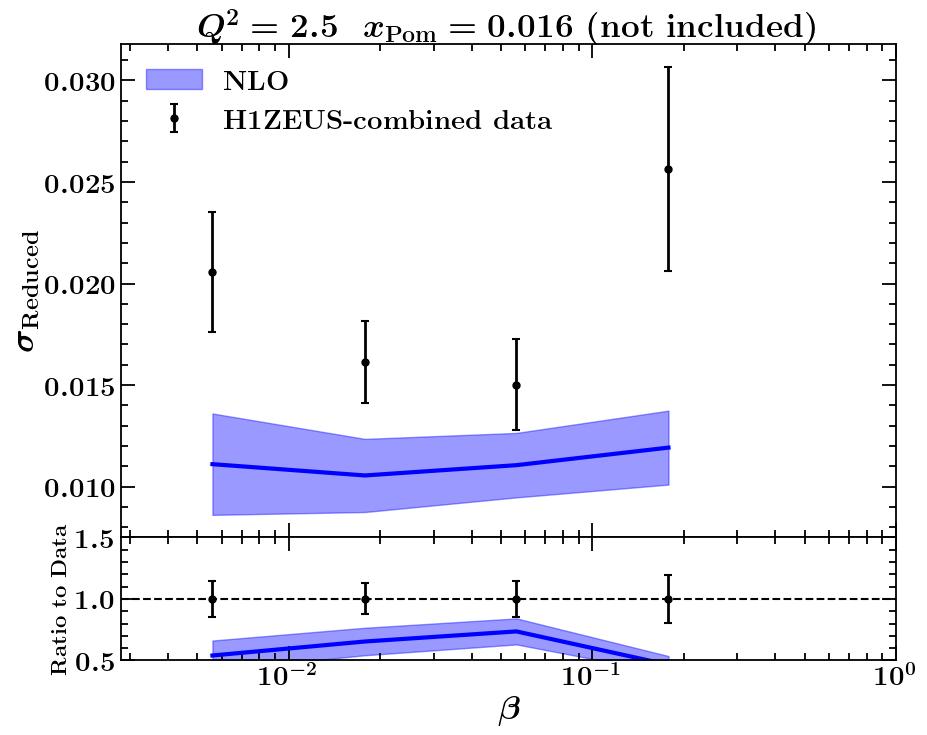 Q² = 2.5 x_Pom = 0.016 (not included)
NLO
H1ZEUS-combined data
σ_Reduced
0.030
0.025
0.020
0.015
0.010
Ratio to Data
1.5
1.0
0.5
10⁻²
10⁻¹
10⁰
β